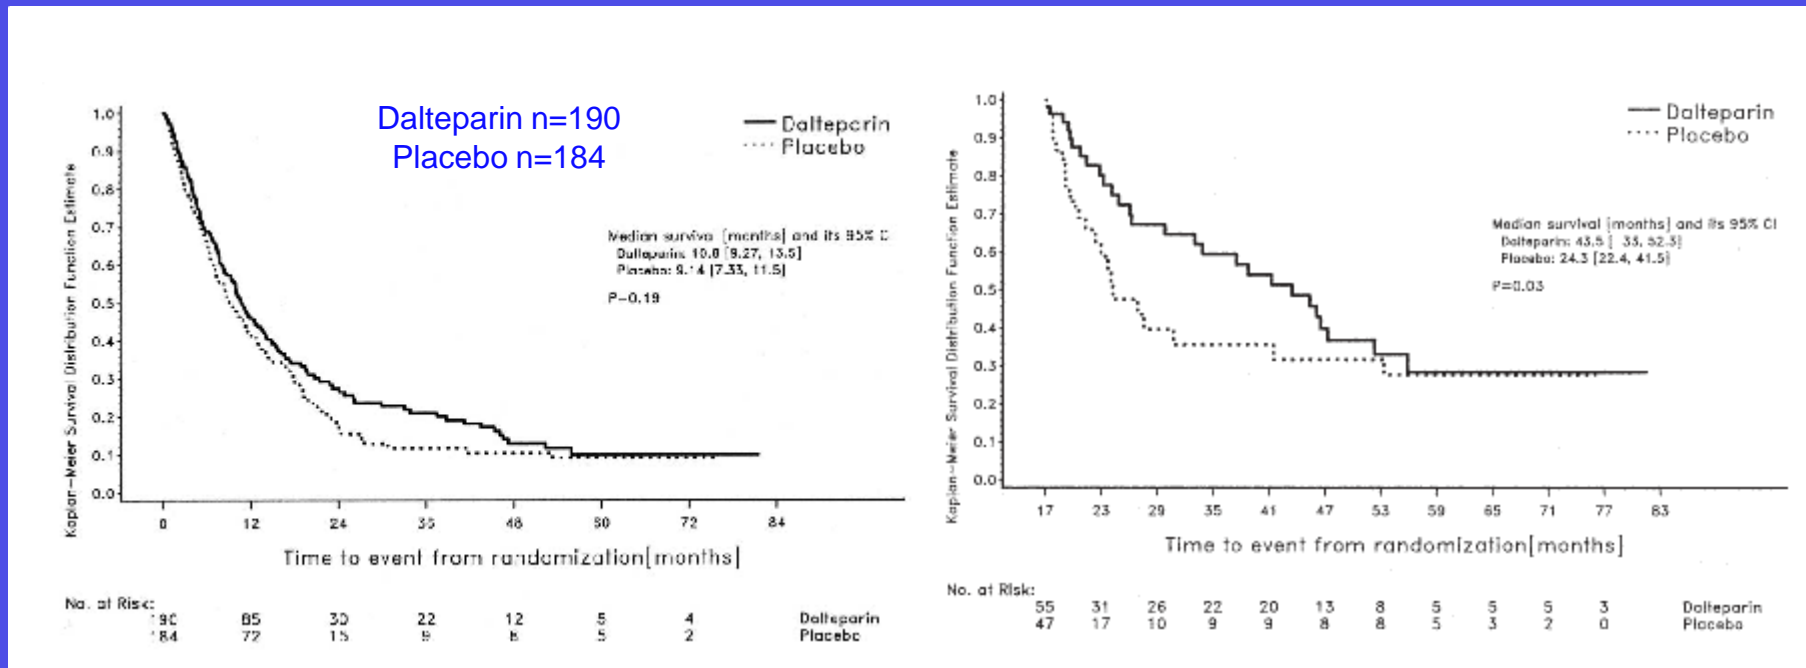 Dalteparin n=190
Placebo n=184
Dalteparin
Placebo
Median survival [months] and its 95% C
Dalteparin: 10.8 [9.27, 13.5]
Placebo: 9.14 [7.33, 11.5]
P=0.19
Kaplan-Meier Survival Distribution Function Estimate
1.0
0.9
0.8
0.7
0.6
0.5
0.4
0.3
0.2
0.1
0.0
0 12 24 36 48 60 72 84
Time to event from randomization[months]
No. at Risk:
190 85 30 22 12 5 4 Dalteparin
184 72 15 9 8 5 2 Placebo
Dalteparin
Placebo
Median survival [months] and its 95% CI
Dalteparin: 43.5 [ 33, 52.3]
Placebo: 24.3 [22.4, 41.5]
P=0.03
Kaplan-Meier Survival Distribution Function Estimate
1.0
0.9
0.8
0.7
0.6
0.5
0.4
0.3
0.2
0.1
0.0
17 23 29 35 41 47 53 59 65 71 77 83
Time to event from randomization[months]
No. at Risk:
55 31 26 22 20 13 8 5 5 5 3 Dalteparin
47 17 10 9 9 8 8 5 3 2 0 Placebo